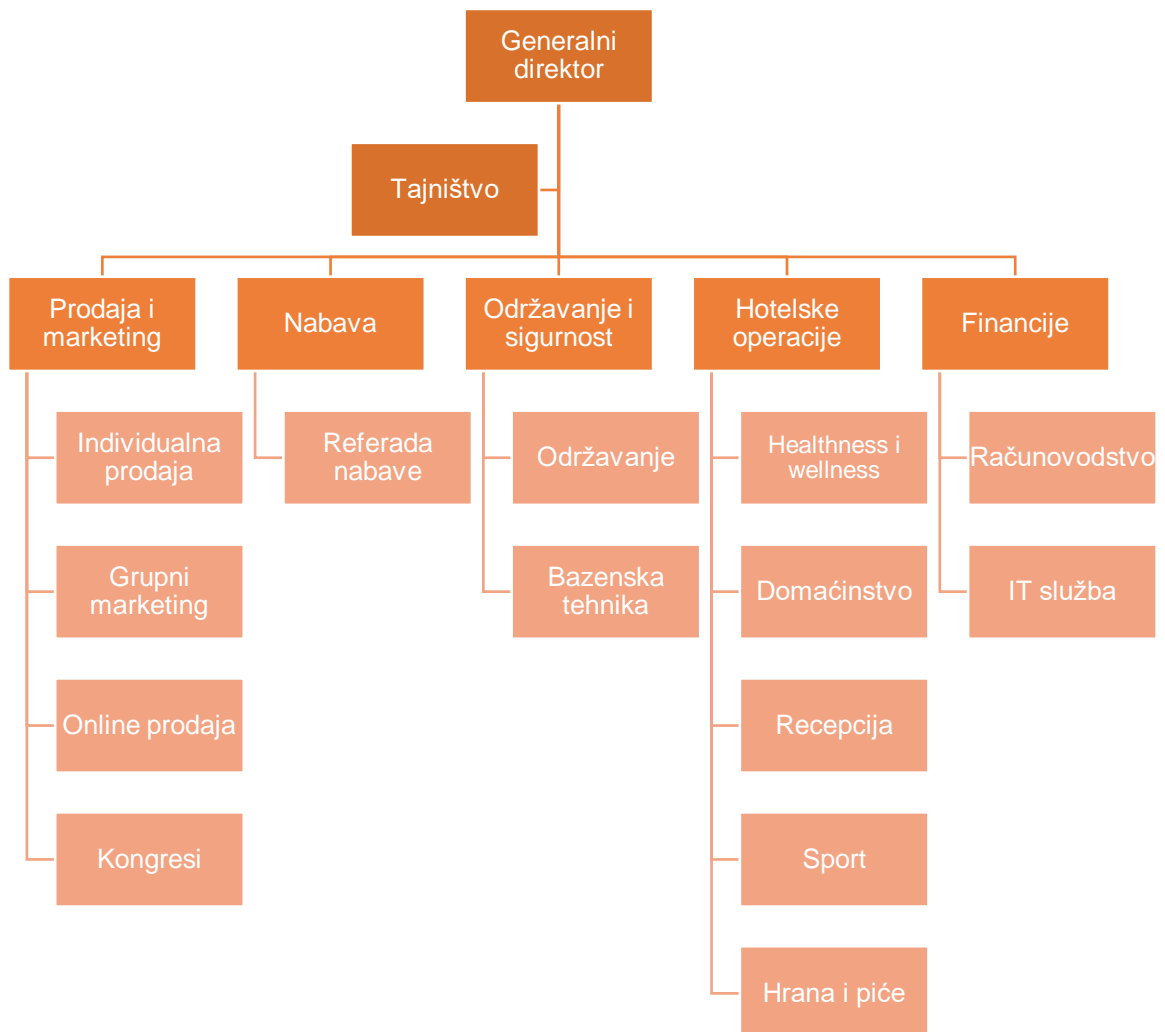 Generalni
direktor
Tajništvo
Prodaja i
marketing
Nabava
Održavanje i
sigurnost
Hotelske
operacije
Financije
Individualna
prodaja
Referada
nabave
Održavanje
Healthness i
wellness
Računovodstvo
Grupni
marketing
Bazenska
tehnika
Domaćinstvo
IT služba
Online prodaja
Recepcija
Kongresi
Sport
Hrana i piće